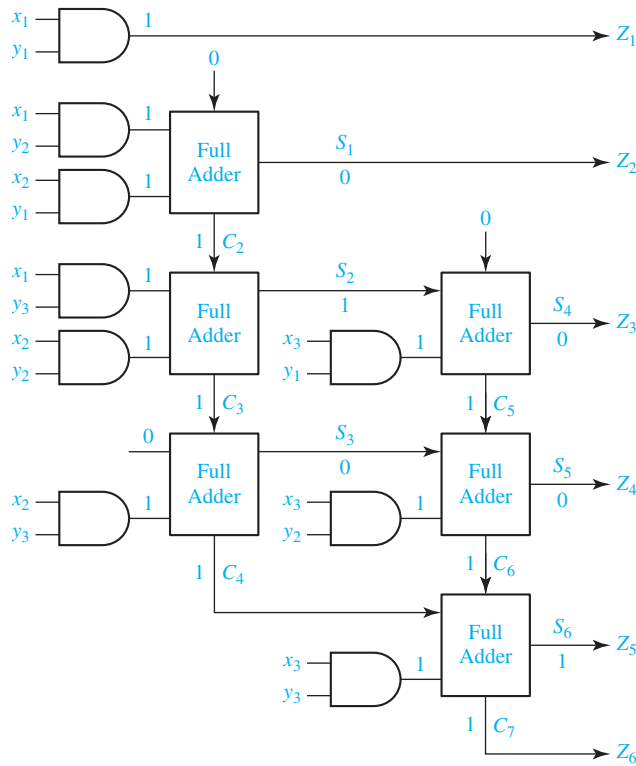 x₁ 1
y₁ Z₁
0
x₁ 1
y₂ Full Adder S₁ Z₂
x₂ 1 0
y₁
1 C₂ 0
x₁ 1 S₂
y₃ Full Adder 1 Full Adder S₄ Z₃
x₂ 1 x₃ 1 0
y₂ y₁
1 C₃ 1 C₅
0 S₃
Full Adder 0 Full Adder S₅ Z₄
x₂ 1 x₃ 1 0
y₃ y₂
1 C₄ 1 C₆
Full Adder S₆ Z₅
x₃ 1 1
y₃
1 C₇
Z₆